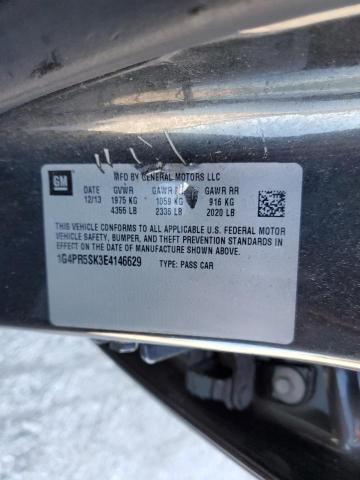 GM
MFD BY GENERAL MOTORS LLC
DATE GVWR GAWR GAWR RR
12/13 1975 KG 1059 KG 916 KG
4355 LB 2335 LB 2020 LB
THIS VEHICLE CONFORMS TO ALL APPLICABLE U.S. FEDERAL MOTOR
VEHICLE SAFETY, BUMPER, AND THEFT PREVENTION STANDARDS IN
EFFECT ON THE DATE OF MANUFACTURE SHOWN ABOVE.
1G4PR5SK3E4146629
TYPE: PASS CAR